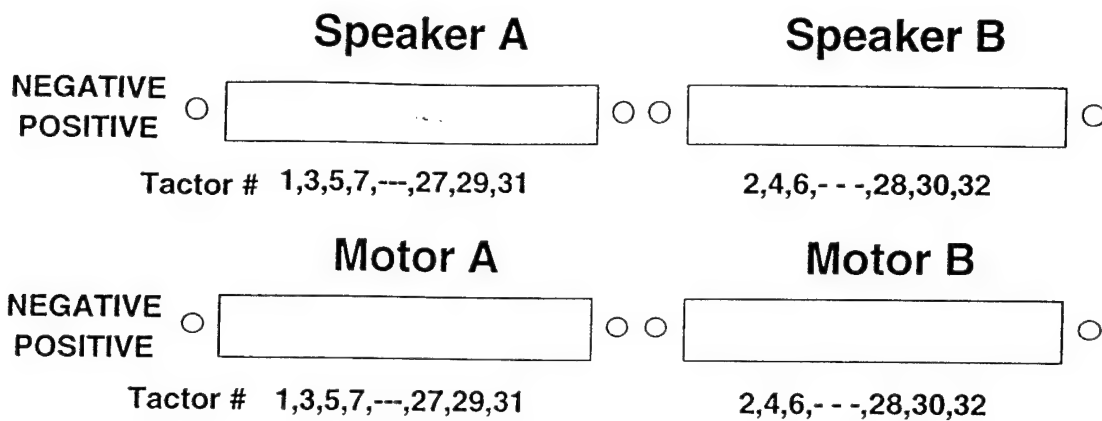 Speaker A Speaker B
NEGATIVE
POSITIVE
Tactor # 1,3,5,7,---,27,29,31 2,4,6,- - -,28,30,32
Motor A Motor B
NEGATIVE
POSITIVE
Tactor # 1,3,5,7,---,27,29,31 2,4,6,- - -,28,30,32